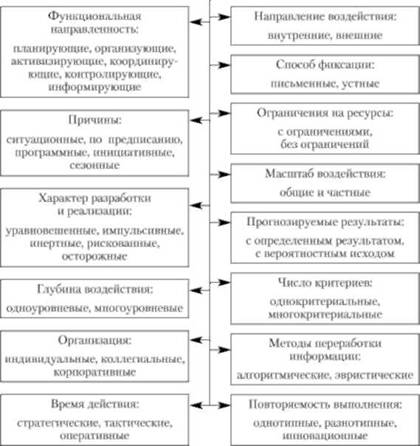 Функциональная
направленность:
планирующие, организующие,
активизирующие, координиру-
ющие, контролирующие,
информирующие
Причины:
ситуационные, по предписанию,
программные, инициативные,
сезонные
Характер разработки
и реализации:
уравновешенные, импульсивные,
инертные, рискованные,
осторожные
Глубина воздействия:
одноуровневые, многоуровневые
Организация:
индивидуальные, коллегиальные,
корпоративные
Время действия:
стратегические, тактические,
оперативные
Направление воздействия:
внутренние, внешние
Способ фиксации:
письменные, устные
Ограничения на ресурсы:
с ограничениями,
без ограничений
Масштаб воздействия:
общие и частные
Прогнозируемые результаты:
с определенным результатом,
с вероятностным исходом
Число критериев:
однокритериальные,
многокритериальные
Методы переработки
информации:
алгоритмические, эвристические
Повторяемость выполнения:
однотипные, разнотипные,
инновационные